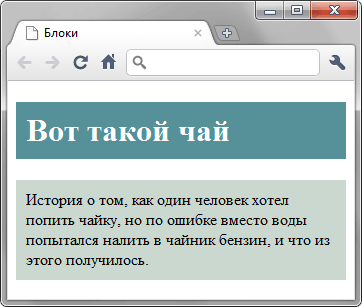 Блоки
Вот такой чай
История о том, как один человек хотел
попить чайку, но по ошибке вместо воды
попытался налить в чайник бензин, и что из
этого получилось.